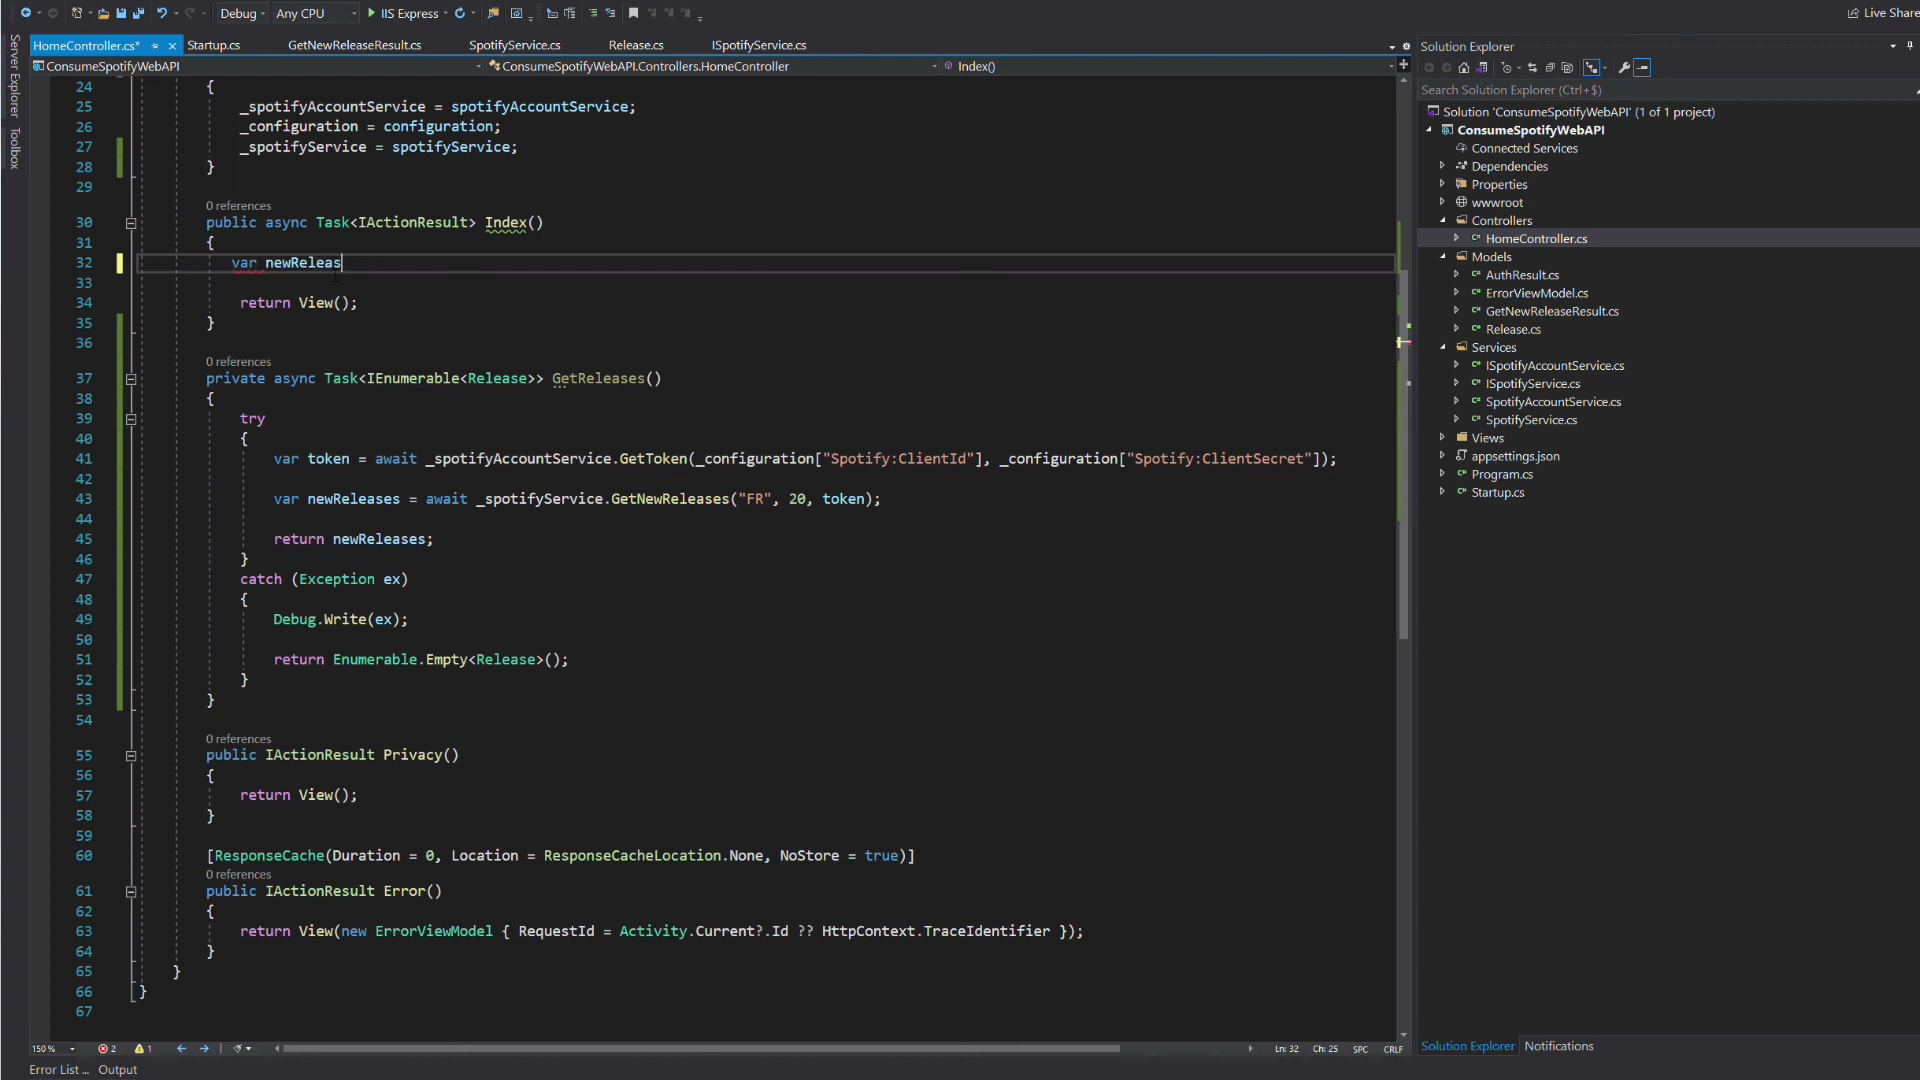 Debug Any CPU IIS Express Live Share
HomeController.cs* Startup.cs GetNewReleaseResult.cs SpotifyService.cs Release.cs ISpotifyService.cs
ConsumeSpotifyWebAPI ConsumeSpotifyWebAPI.Controllers.HomeController Index()
Server Explorer
Toolbox
24 {
25 _spotifyAccountService = spotifyAccountService;
26 _configuration = configuration;
27 _spotifyService = spotifyService;
28 }
29
0 references
30 public async Task<IActionResult> Index()
31 {
32 var newReleas
33
34 return View();
35 }
36
0 references
37 private async Task<IEnumerable<Release>> GetReleases()
38 {
39 try
40 {
41 var token = await _spotifyAccountService.GetToken(_configuration["Spotify:ClientId"], _configuration["Spotify:ClientSecret"]);
42
43 var newReleases = await _spotifyService.GetNewReleases("FR", 20, token);
44
45 return newReleases;
46 }
47 catch (Exception ex)
48 {
49 Debug.Write(ex);
50
51 return Enumerable.Empty<Release>();
52 }
53 }
54
0 references
55 public IActionResult Privacy()
56 {
57 return View();
58 }
59
60 [ResponseCache(Duration = 0, Location = ResponseCacheLocation.None, NoStore = true)]
0 references
61 public IActionResult Error()
62 {
63 return View(new ErrorViewModel { RequestId = Activity.Current?.Id ?? HttpContext.TraceIdentifier });
64 }
65 }
66 }
67
150 % 2 1 Ln: 32 Ch: 25 SPC CRLF
Error List ... Output
Solution Explorer
Search Solution Explorer (Ctrl+$)
Solution 'ConsumeSpotifyWebAPI' (1 of 1 project)
ConsumeSpotifyWebAPI
Connected Services
Dependencies
Properties
wwwroot
Controllers
C# HomeController.cs
Models
C# AuthResult.cs
C# ErrorViewModel.cs
C# GetNewReleaseResult.cs
C# Release.cs
Services
C# ISpotifyAccountService.cs
C# ISpotifyService.cs
C# SpotifyAccountService.cs
C# SpotifyService.cs
Views
appsettings.json
C# Program.cs
C# Startup.cs
Solution Explorer Notifications